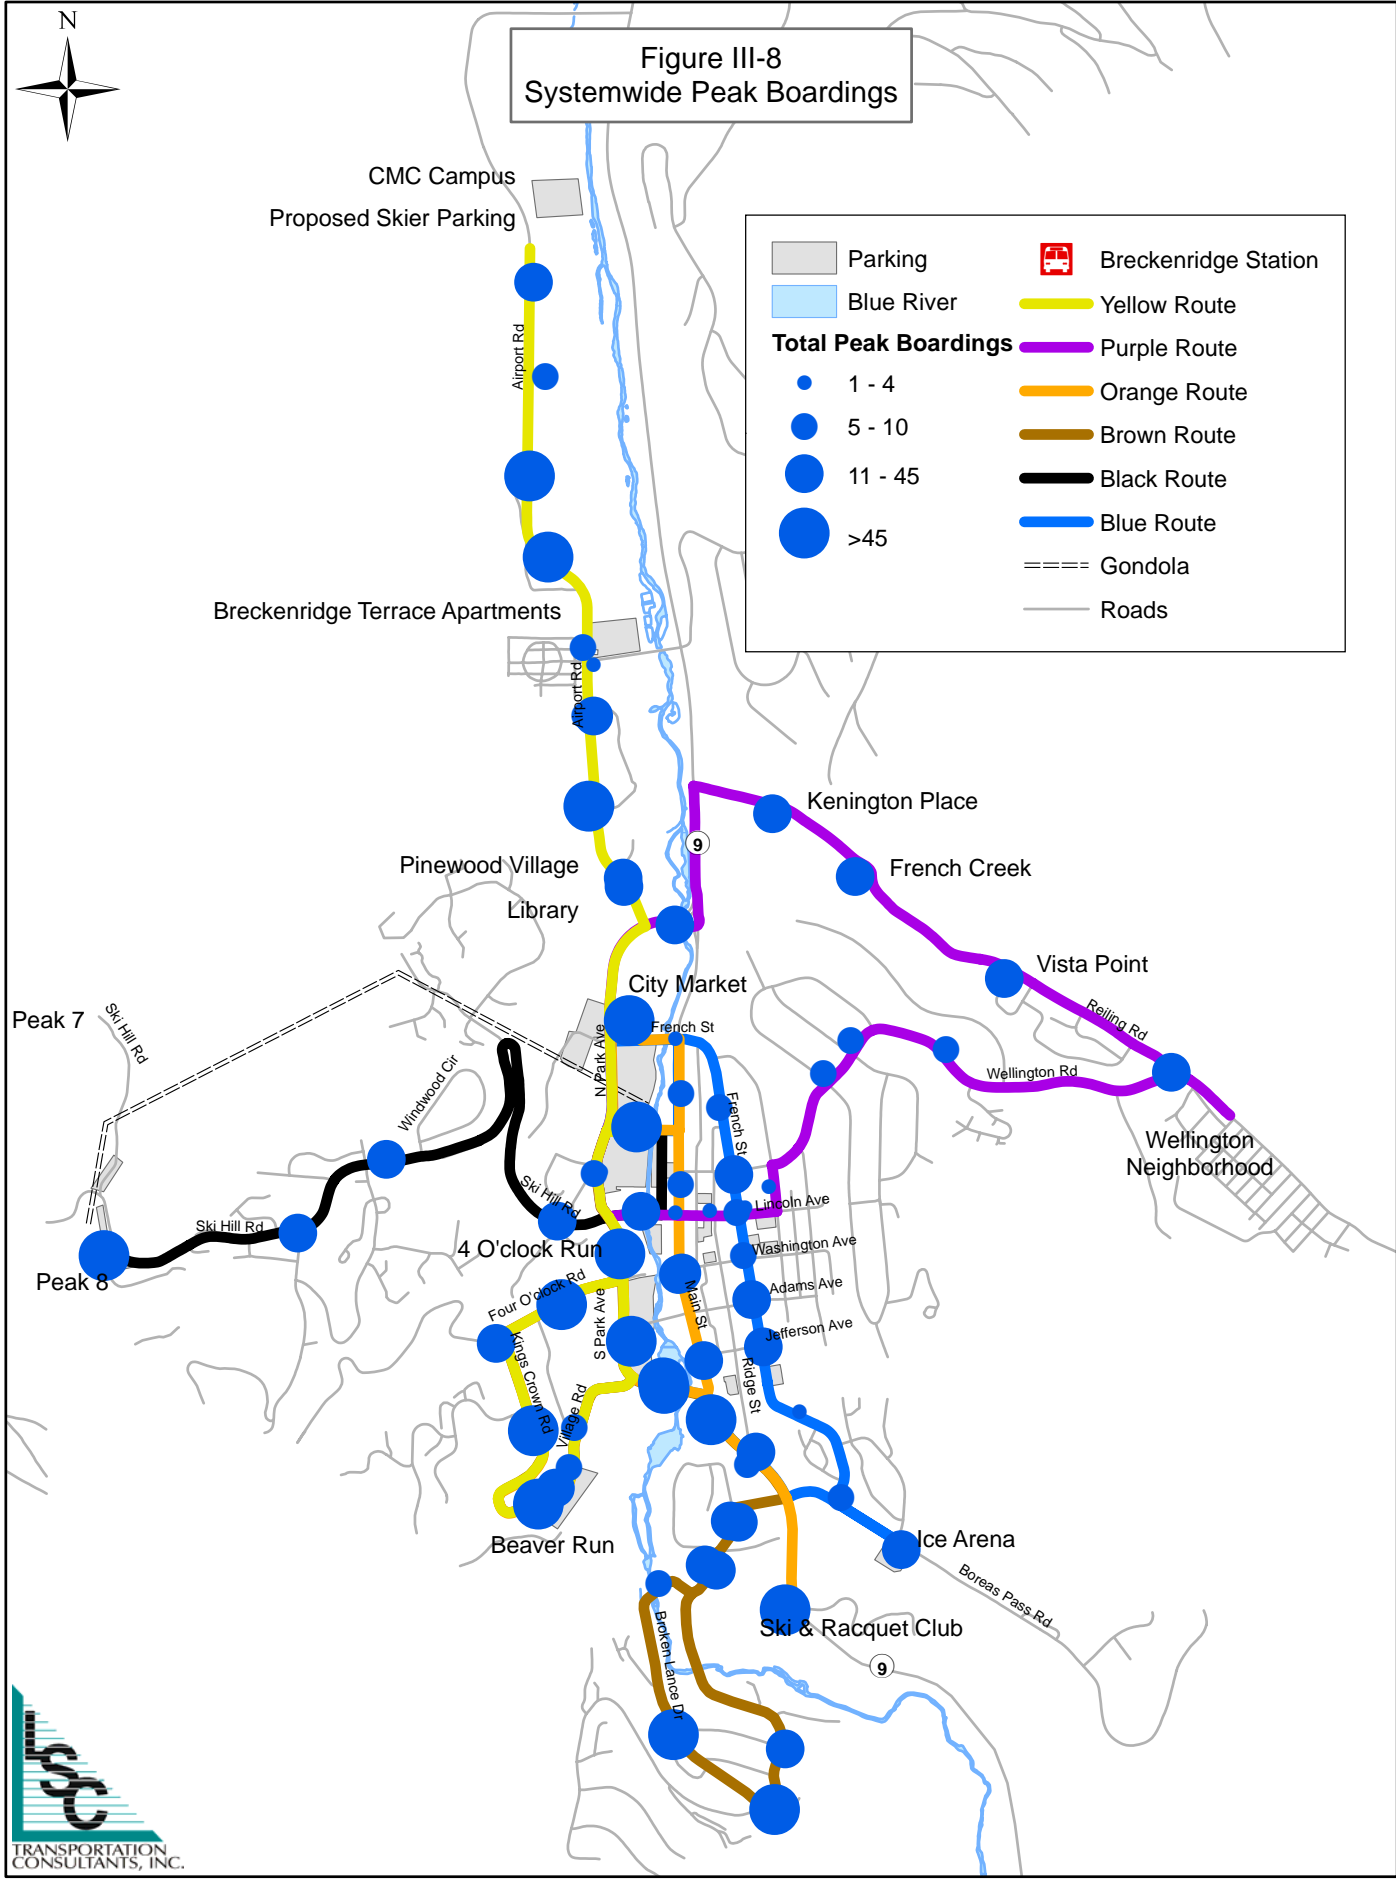 N
Figure III-8
Systemwide Peak Boardings
CMC Campus
Proposed Skier Parking
Parking
Blue River
Total Peak Boardings
1 - 4
5 - 10
11 - 45
>45
Breckenridge Station
Yellow Route
Purple Route
Orange Route
Brown Route
Black Route
Blue Route
Gondola
Roads
Airport Rd
Breckenridge Terrace Apartments
Airport Rd
Kenington Place
9
French Creek
Pinewood Village
Library
Vista Point
City Market
Reiling Rd
Peak 7
Ski Hill Rd
French St
N Park Ave
Windwood Cir
Wellington Rd
French St
Wellington
Neighborhood
Ski Hill Rd
Lincoln Ave
Ski Hill Rd
4 O'clock Run
Washington Ave
Peak 8
Four O'clock Rd
Adams Ave
Main St
S Park Ave
Jefferson Ave
Kings Crown Rd
Ridge St
Village Rd
Beaver Run
Ice Arena
Boreas Pass Rd
Broken Lance Dr
Ski & Racquet Club
9
LSC
TRANSPORTATION
CONSULTANTS, INC.